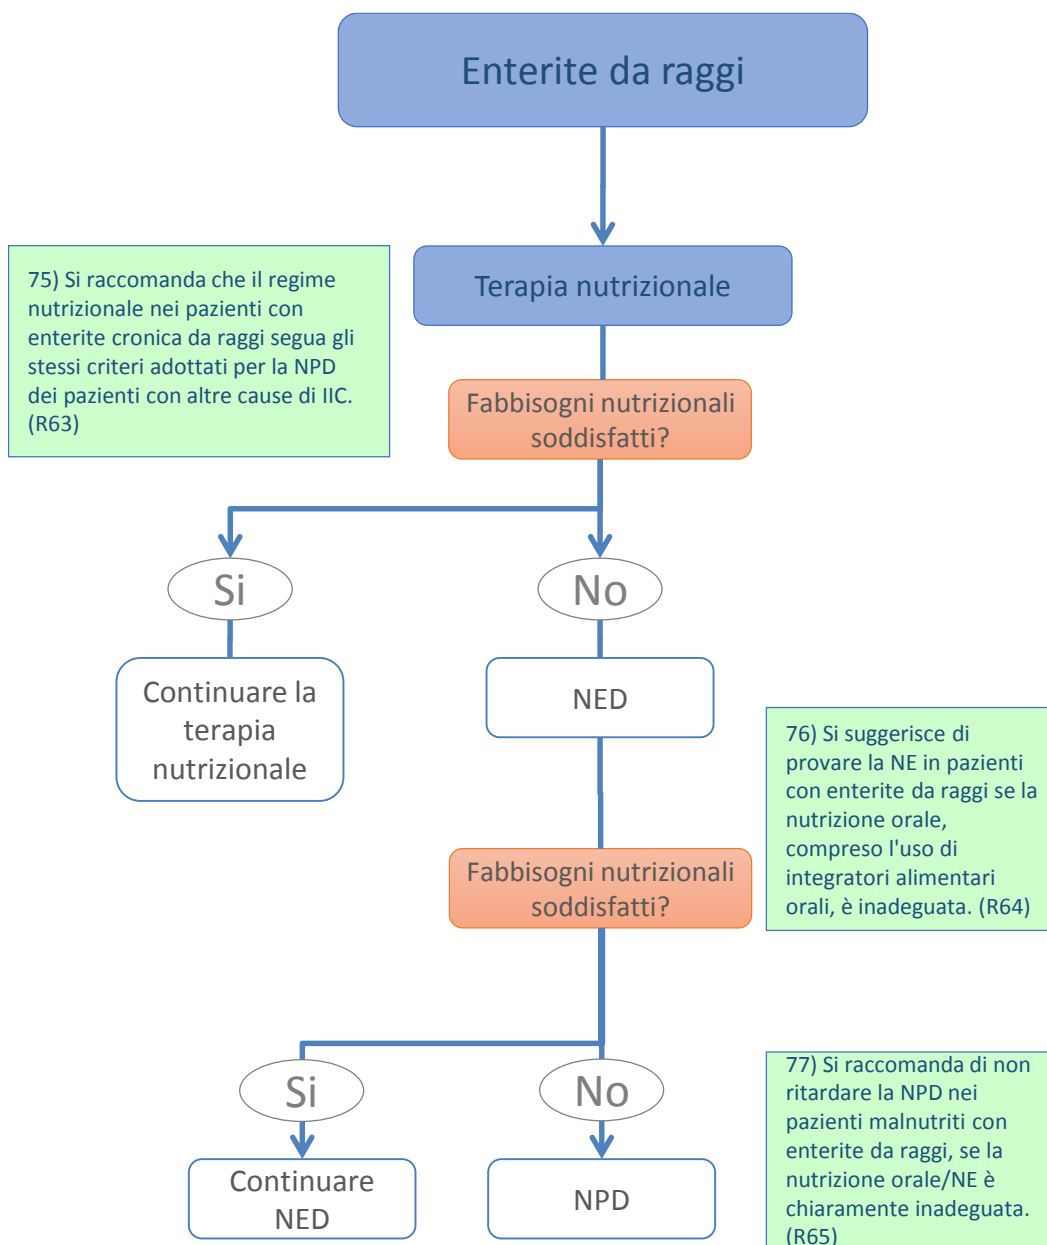 Enterite da raggi
Terapia nutrizionale
75) Si raccomanda che il regime
nutrizionale nei pazienti con
enterite cronica da raggi segua gli
stessi criteri adottati per la NPD
dei pazienti con altre cause di IIC.
(R63)
Fabbisogni nutrizionali
soddisfatti?
Si
No
Continuare la
terapia
nutrizionale
NED
76) Si suggerisce di
provare la NE in pazienti
con enterite da raggi se la
nutrizione orale,
compreso l'uso di
integratori alimentari
orali, è inadeguata. (R64)
Fabbisogni nutrizionali
soddisfatti?
Si
No
77) Si raccomanda di non
ritardare la NPD nei
pazienti malnutriti con
enterite da raggi, se la
nutrizione orale/NE è
chiaramente inadeguata.
(R65)
Continuare
NED
NPD